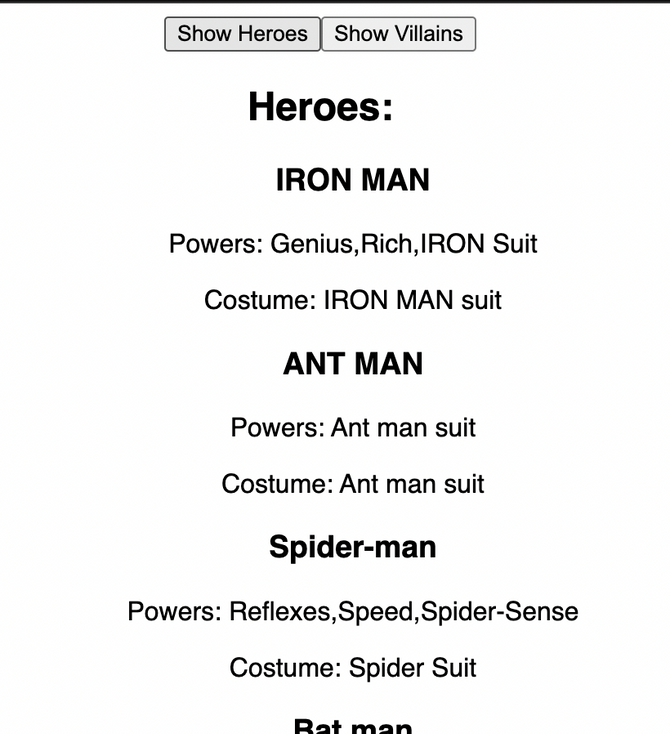 Show Heroes Show Villains
Heroes:
IRON MAN
Powers: Genius,Rich,IRON Suit
Costume: IRON MAN suit
ANT MAN
Powers: Ant man suit
Costume: Ant man suit
Spider-man
Powers: Reflexes,Speed,Spider-Sense
Costume: Spider Suit
Bat man